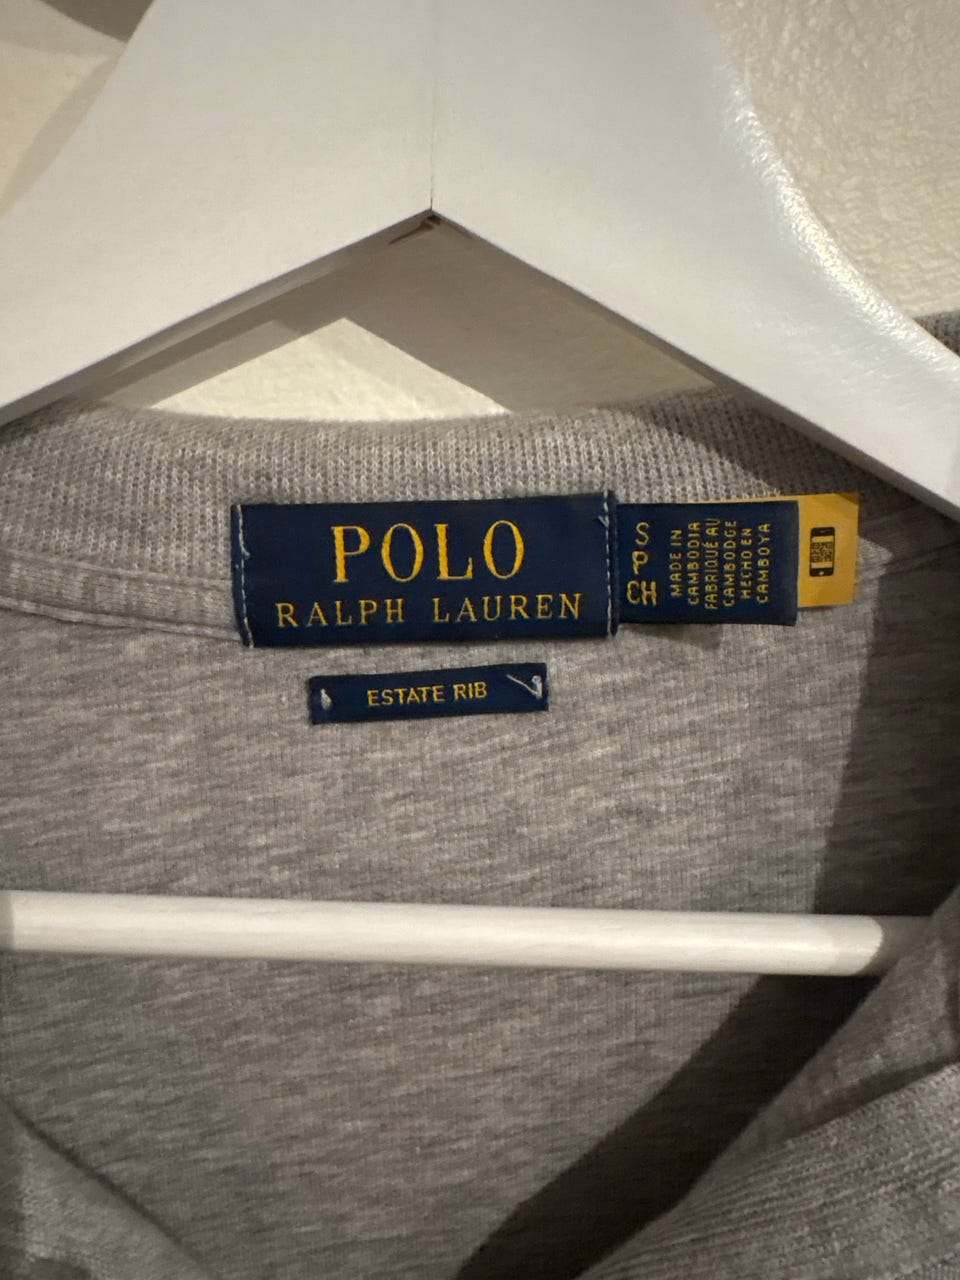 POLO
RALPH LAUREN
S
P
CH
MADE IN
CAMBODIA
FABRIQUÉ AU
CAMBODGE
HECHO EN
CAMBOYA
ESTATE RIB